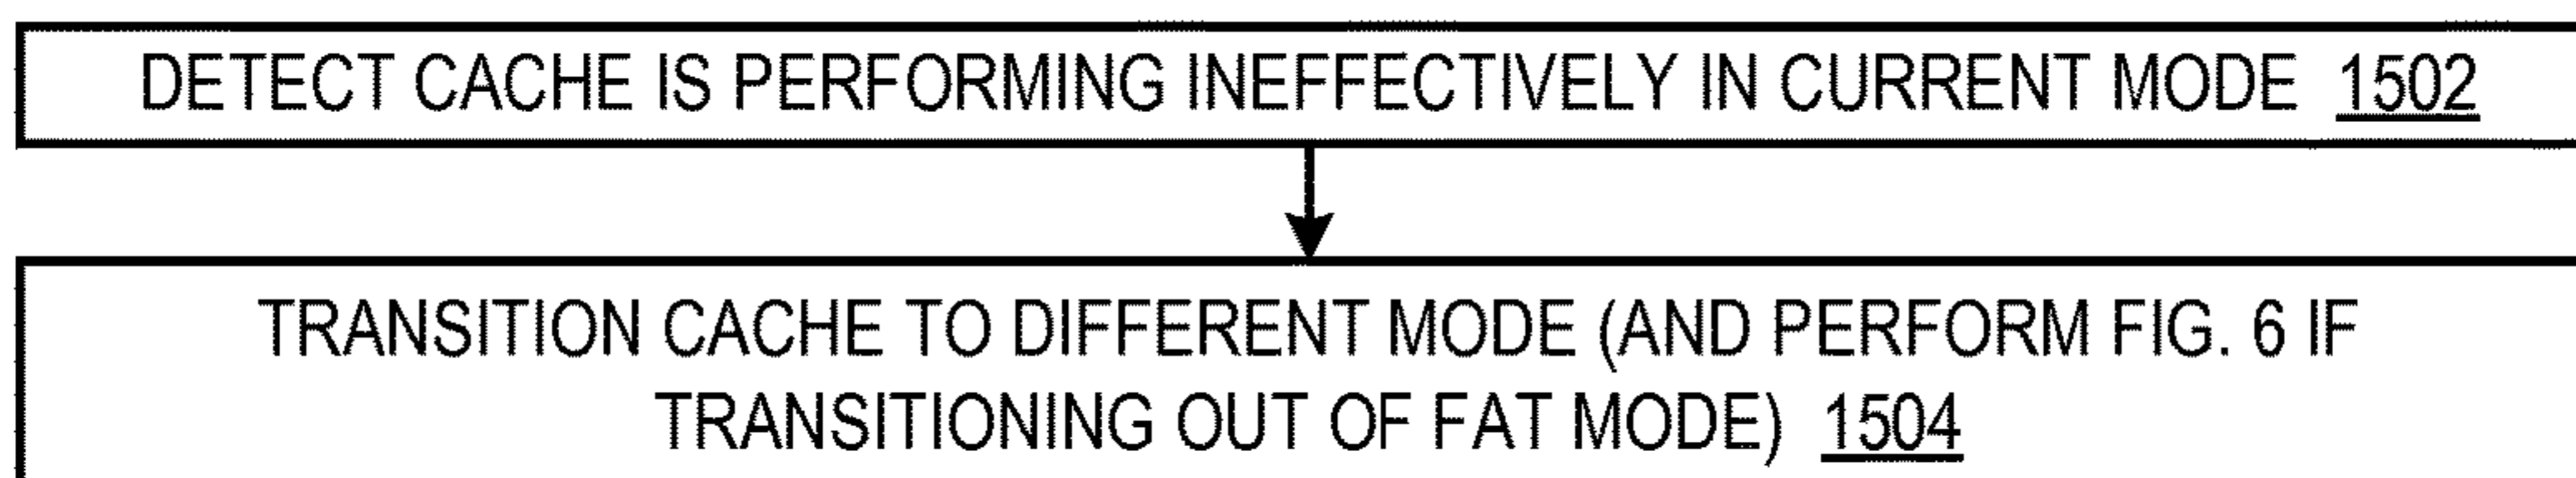 DETECT CACHE IS PERFORMING INEFFECTIVELY IN CURRENT MODE 1502
TRANSITION CACHE TO DIFFERENT MODE (AND PERFORM FIG. 6 IF
TRANSITIONING OUT OF FAT MODE) 1504